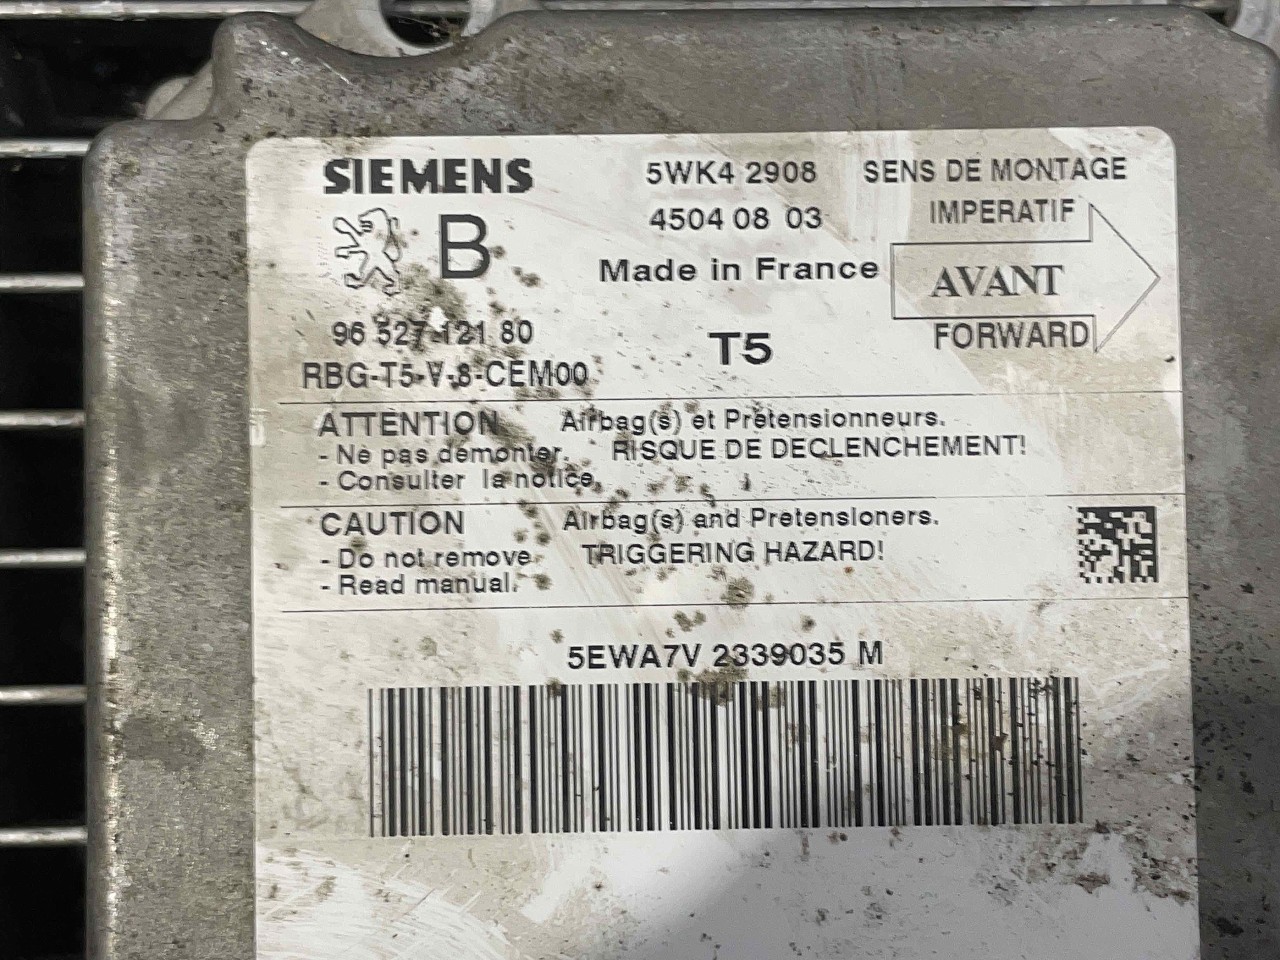 SIEMENS
5WK4 2908
4504 08 03
SENS DE MONTAGE
IMPERATIF
AVANT
FORWARD
B
Made in France
96 527 121 80
T5
RBG-T5-V-8-CEM00
ATTENTION Airbag(s) et Prétensionneurs.
- Ne pas démonter. RISQUE DE DECLENCHEMENT!
- Consulter la notice.
CAUTION Airbag(s) and Pretensioners.
- Do not remove TRIGGERING HAZARD!
- Read manual.
5EWA7V 2339035 M